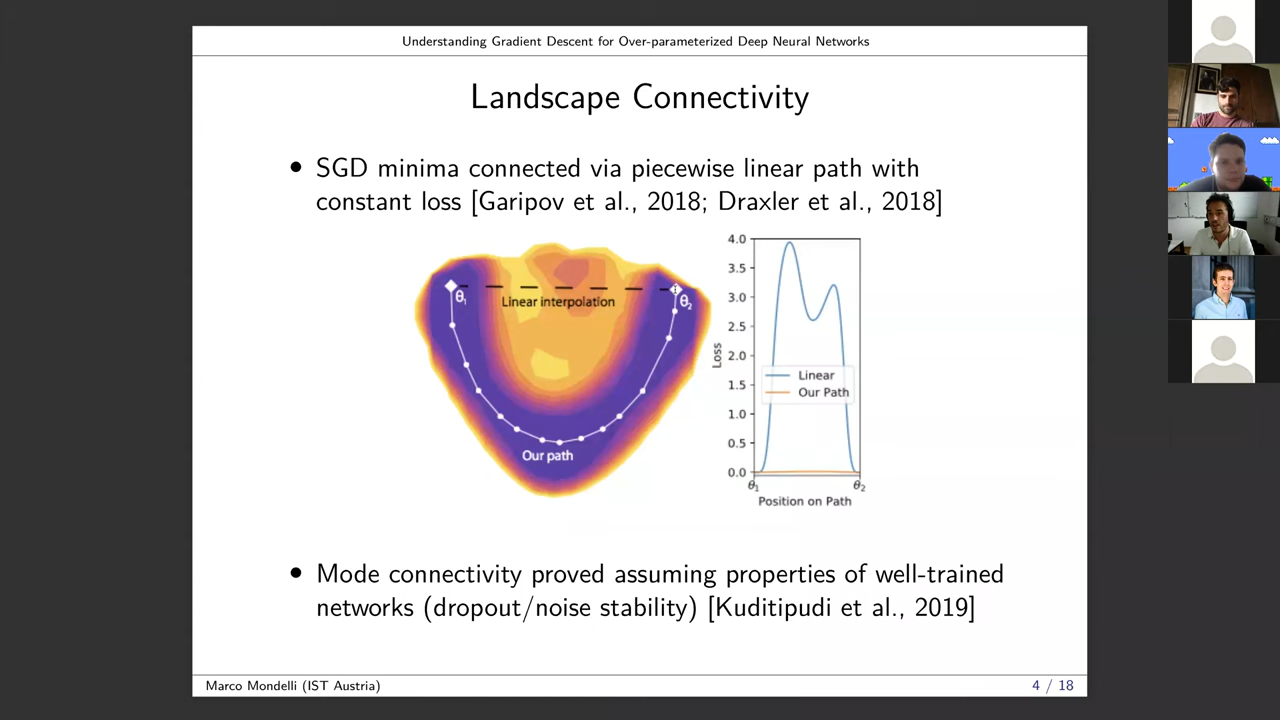 Understanding Gradient Descent for Over-parameterized Deep Neural Networks
Landscape Connectivity
• SGD minima connected via piecewise linear path with
constant loss [Garipov et al., 2018; Draxler et al., 2018]
θ1
Linear interpolation
θ2
Our path
4.0
3.5
3.0
2.5
2.0
1.5
1.0
0.5
0.0
Loss
Linear
Our Path
θ1
θ2
Position on Path
• Mode connectivity proved assuming properties of well-trained
networks (dropout/noise stability) [Kuditipudi et al., 2019]
Marco Mondelli (IST Austria)
4 / 18